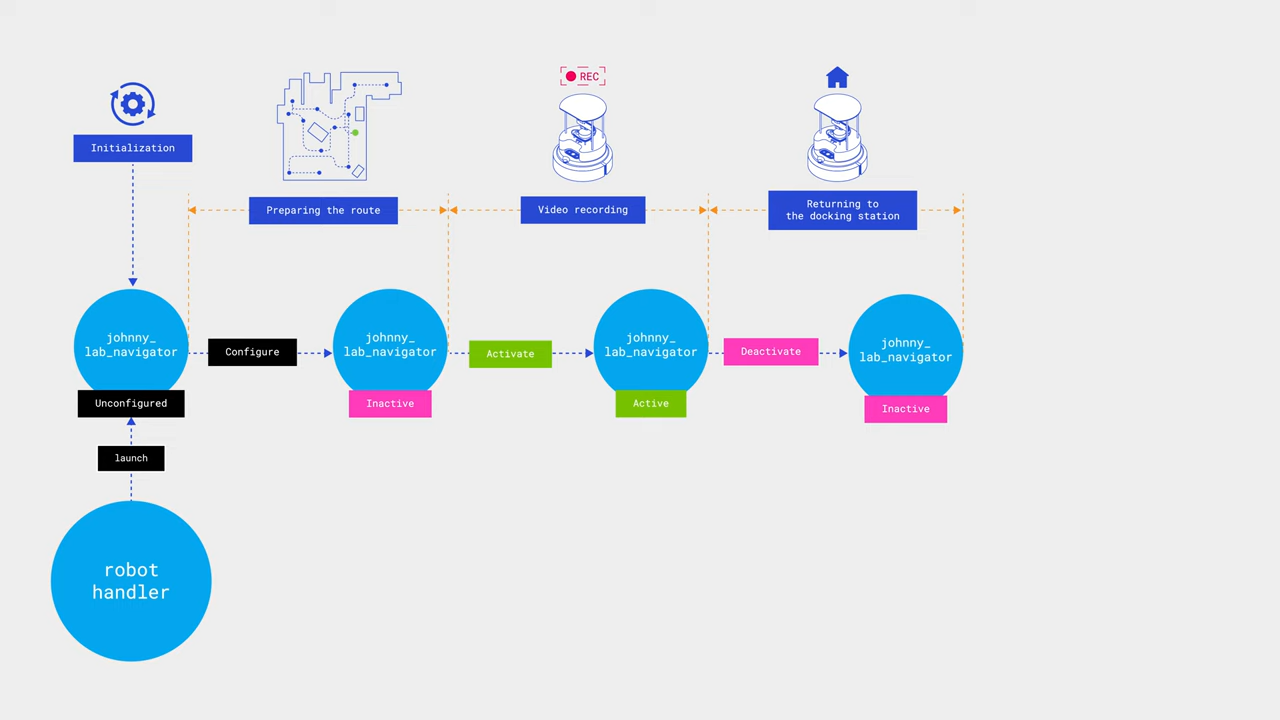 REC
Initialization
Preparing the route
Video recording
Returning to
the docking station
johnny_
lab_navigator
Unconfigured
Configure
johnny_
lab_navigator
Inactive
Activate
johnny_
lab_navigator
Active
Deactivate
johnny_
lab_navigator
Inactive
launch
robot
handler